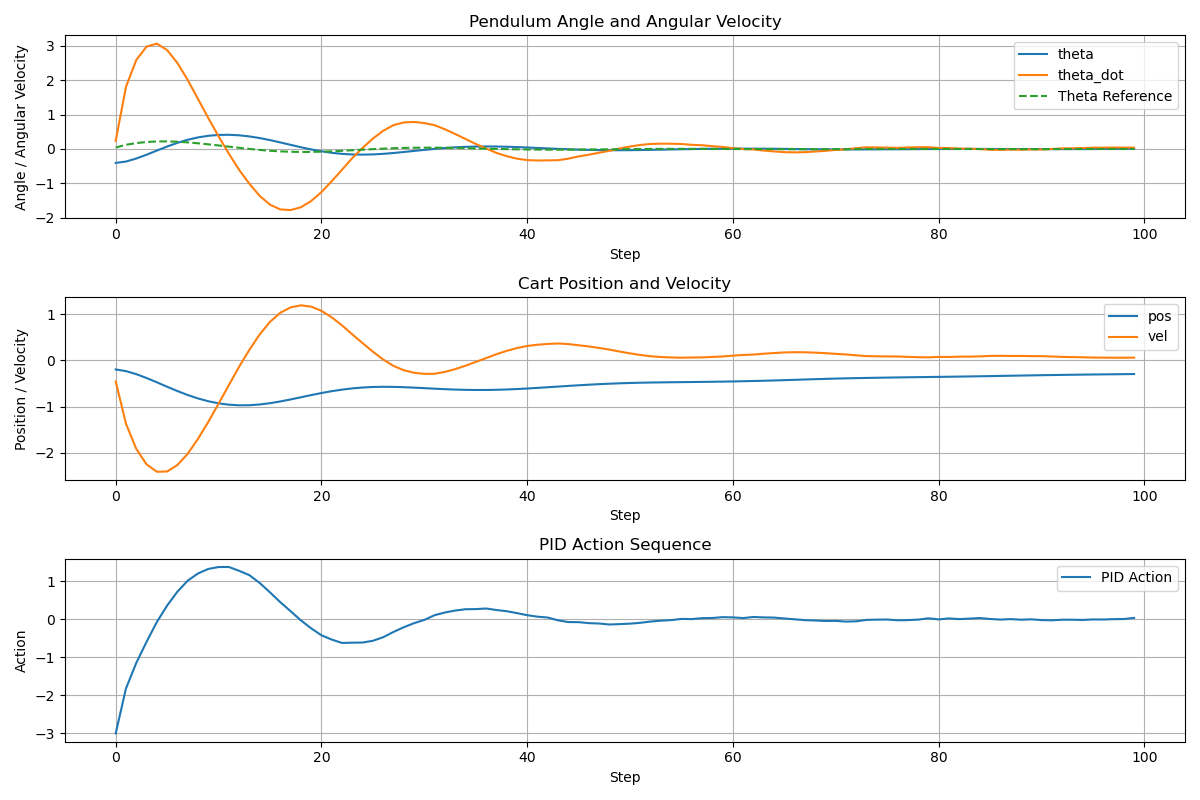 Pendulum Angle and Angular Velocity
Angle / Angular Velocity
3
2
1
0
−1
−2
theta
theta_dot
Theta Reference
0 20 40 60 80 100
Step
Cart Position and Velocity
Position / Velocity
1
0
−1
−2
pos
vel
0 20 40 60 80 100
Step
PID Action Sequence
Action
1
0
−1
−2
−3
PID Action
0 20 40 60 80 100
Step